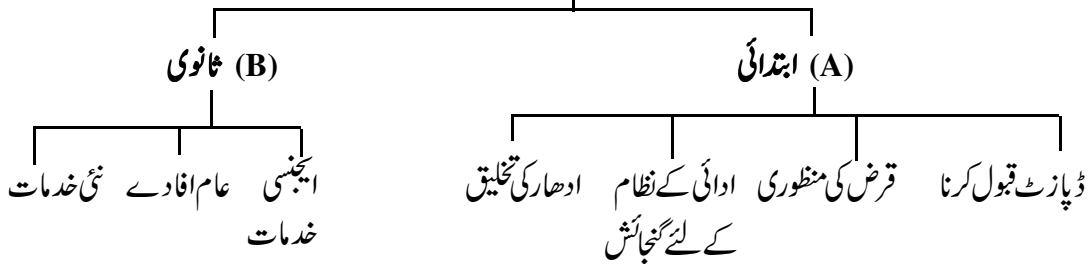 (A) ابتدائی
(B) ثانوی
ڈپازٹ قبول کرنا
قرض کی منظوری
ادائی کے نظام
کے لئے گنجائش
ادھار کی تخلیق
ایجنسی
خدمات
عام افادے
نئی خدمات